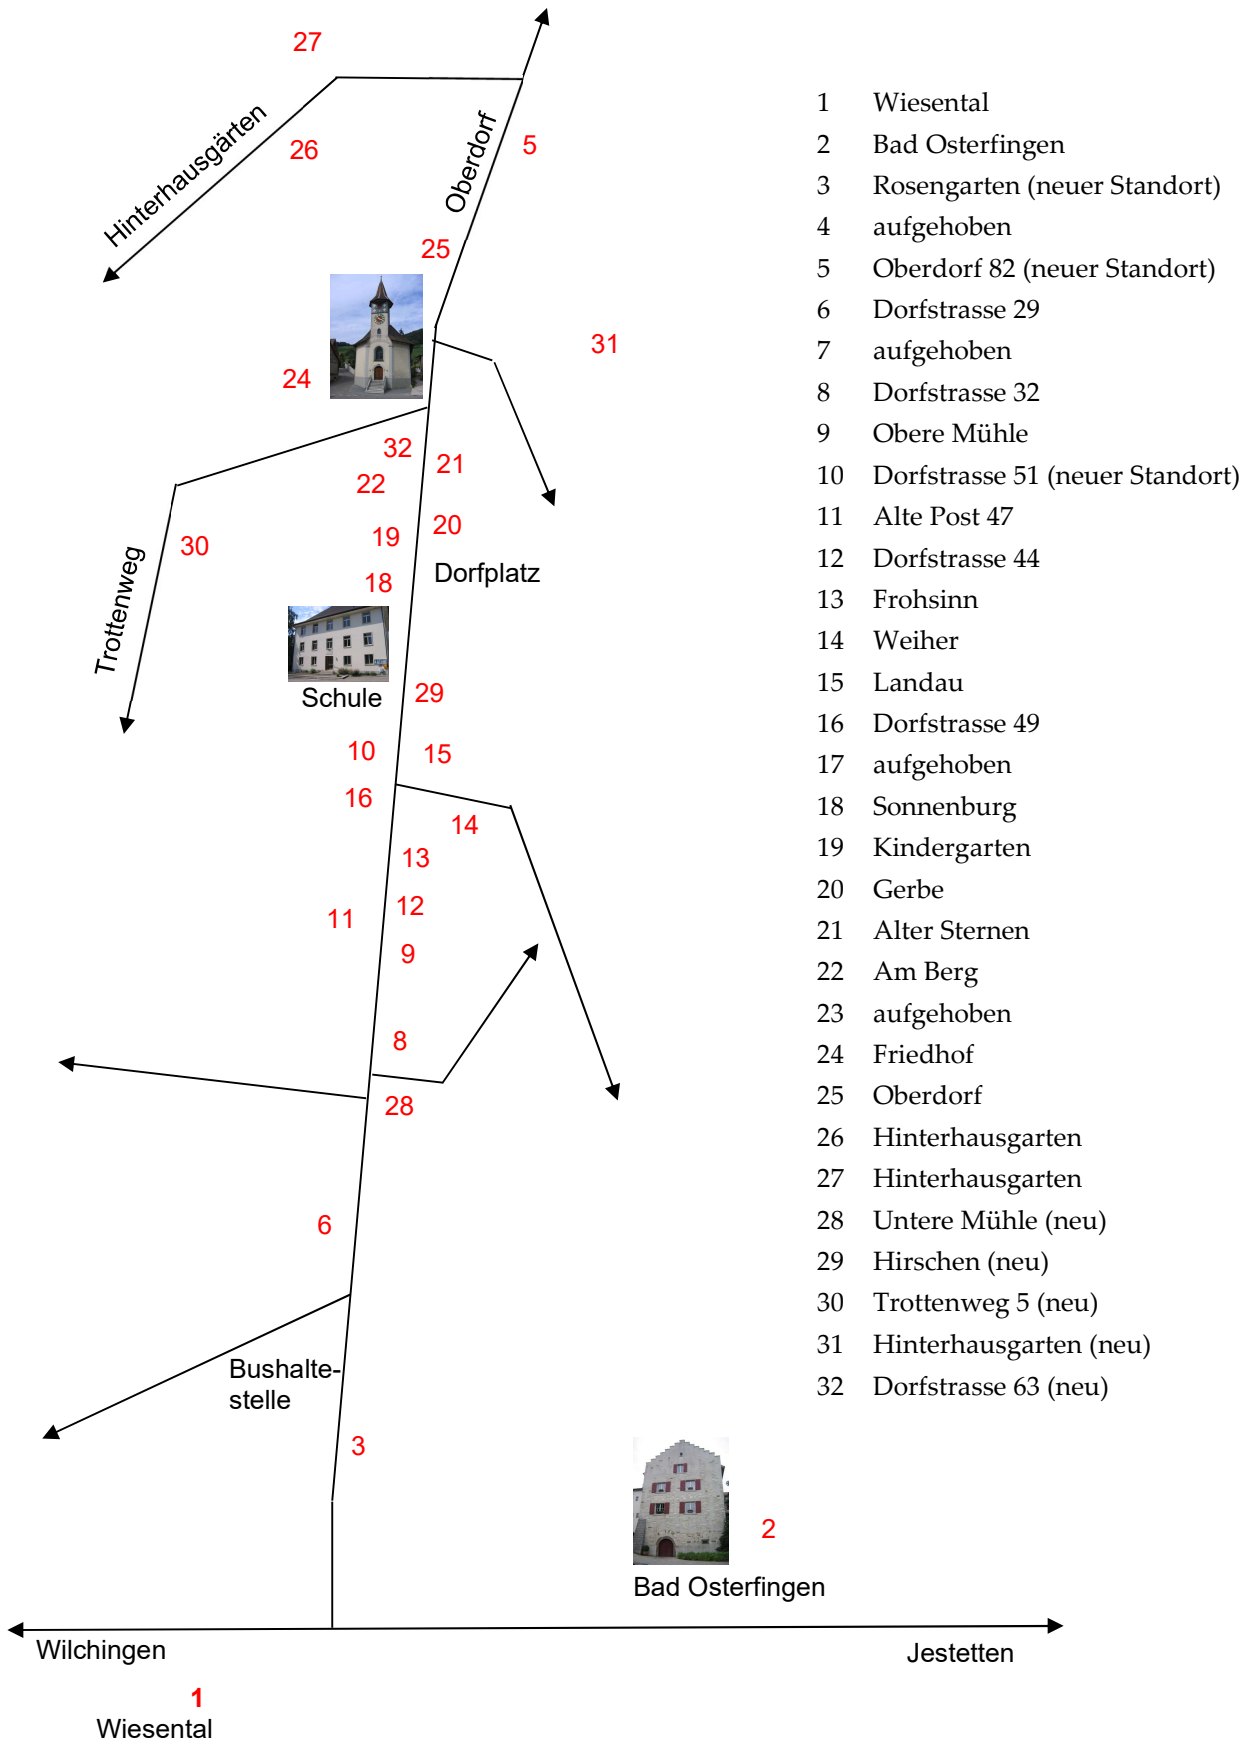 27
26
5
Hinterhausgärten
Oberdorf
25
31
24
32
21
22
20
19
30
Dorfplatz
18
Trottenweg
Schule
29
10
15
16
14
13
12
11
9
8
28
6
Bushalte-
stelle
3
2
Bad Osterfingen
Wilchingen
Jestetten
1
Wiesental
1 Wiesental
2 Bad Osterfingen
3 Rosengarten (neuer Standort)
4 aufgehoben
5 Oberdorf 82 (neuer Standort)
6 Dorfstrasse 29
7 aufgehoben
8 Dorfstrasse 32
9 Obere Mühle
10 Dorfstrasse 51 (neuer Standort)
11 Alte Post 47
12 Dorfstrasse 44
13 Frohsinn
14 Weiher
15 Landau
16 Dorfstrasse 49
17 aufgehoben
18 Sonnenburg
19 Kindergarten
20 Gerbe
21 Alter Sternen
22 Am Berg
23 aufgehoben
24 Friedhof
25 Oberdorf
26 Hinterhausgarten
27 Hinterhausgarten
28 Untere Mühle (neu)
29 Hirschen (neu)
30 Trottenweg 5 (neu)
31 Hinterhausgarten (neu)
32 Dorfstrasse 63 (neu)